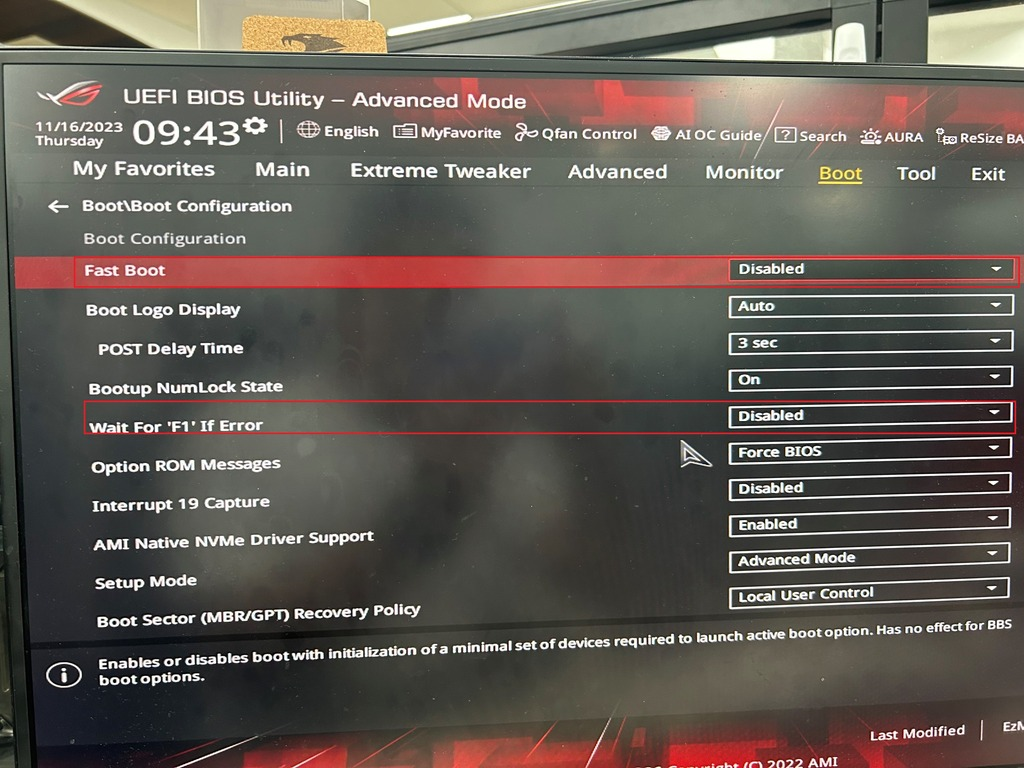 UEFI BIOS Utility – Advanced Mode
11/16/2023
Thursday
09:43
English
MyFavorite
Qfan Control
AI OC Guide
Search
AURA
ReSize BA
My Favorites Main Extreme Tweaker Advanced Monitor Boot Tool Exit
← Boot\Boot Configuration
Boot Configuration
Fast Boot Disabled
Boot Logo Display Auto
POST Delay Time 3 sec
Bootup NumLock State On
Wait For 'F1' If Error Disabled
Option ROM Messages Force BIOS
Interrupt 19 Capture Disabled
AMI Native NVMe Driver Support Enabled
Setup Mode Advanced Mode
Boot Sector (MBR/GPT) Recovery Policy Local User Control
Enables or disables boot with initialization of a minimal set of devices required to launch active boot option. Has no effect for BBS
boot options.
Last Modified
EzM
Copyright (C) 2022 AMI